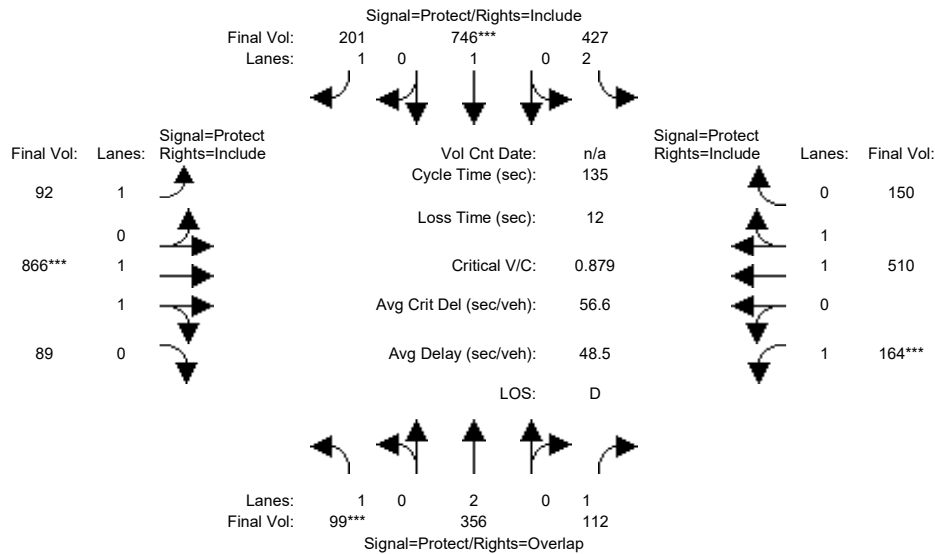 Signal=Protect/Rights=Include
Final Vol: 201 746*** 427
Lanes: 1 0 1 0 2
Signal=Protect
Final Vol: Lanes: Rights=Include
Vol Cnt Date: n/a
Signal=Protect
Rights=Include Lanes: Final Vol:
Cycle Time (sec): 135
92 1
0 150
Loss Time (sec): 12
0
1
866*** 1
Critical V/C: 0.879
1 510
1
Avg Crit Del (sec/veh): 56.6
0
89 0
Avg Delay (sec/veh): 48.5
1 164***
LOS: D
Lanes: 1 0 2 0 1
Final Vol: 99*** 356 112
Signal=Protect/Rights=Overlap